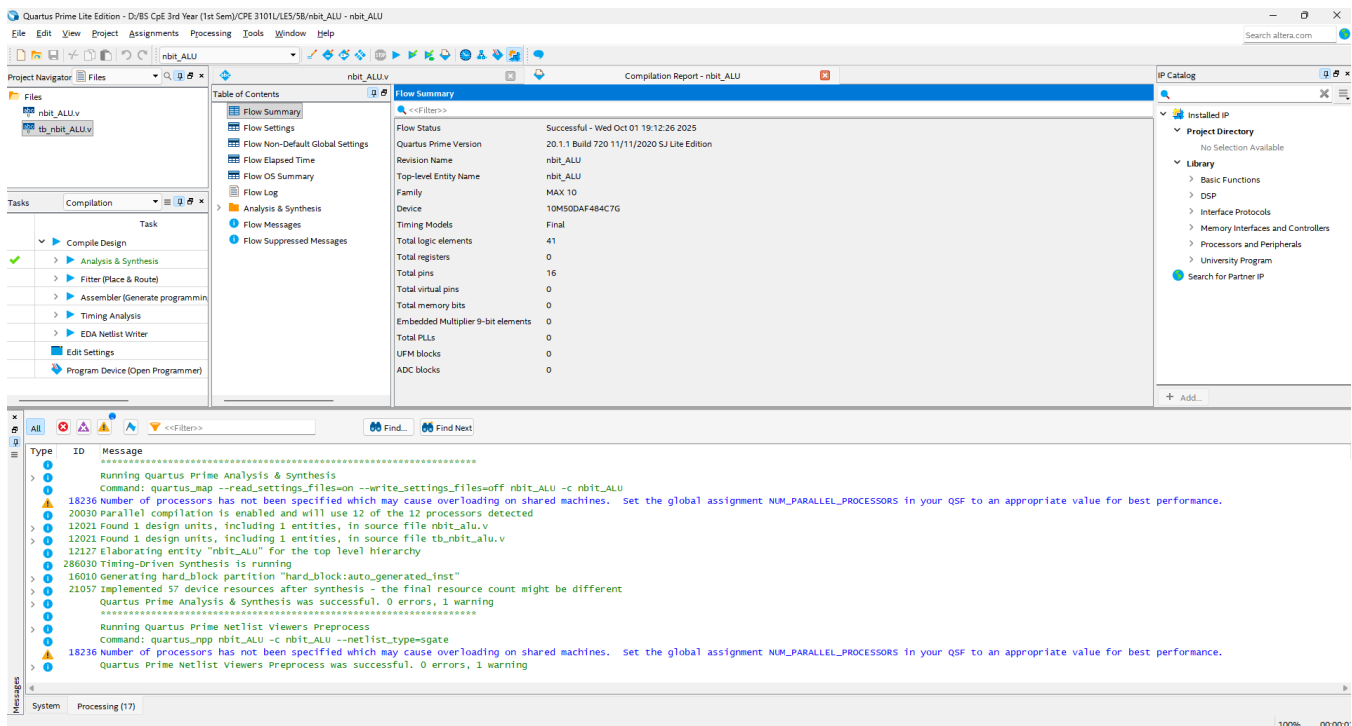 Quartus Prime Lite Edition - D:/BS CpE 3rd Year (1st Sem)/CPE 3101L/LE5/5B/nbit_ALU - nbit_ALU
File Edit View Project Assignments Processing Tools Window Help
Search altera.com
nbit_ALU
Project Navigator Files
Files
nbit_ALU.v
tb_nbit_ALU.v
Tasks Compilation
Task
Compile Design
Analysis & Synthesis
Fitter (Place & Route)
Assembler (Generate programmin
Timing Analysis
EDA Netlist Writer
Edit Settings
Program Device (Open Programmer)
nbit_ALU.v
Compilation Report - nbit_ALU
Table of Contents
Flow Summary
Flow Settings
Flow Non-Default Global Settings
Flow Elapsed Time
Flow OS Summary
Flow Log
Analysis & Synthesis
Flow Messages
Flow Suppressed Messages
Flow Summary
<<Filter>>
Flow Status Successful - Wed Oct 01 19:12:26 2025
Quartus Prime Version 20.1.1 Build 720 11/11/2020 SJ Lite Edition
Revision Name nbit_ALU
Top-level Entity Name nbit_ALU
Family MAX 10
Device 10M50DAF484C7G
Timing Models Final
Total logic elements 41
Total registers 0
Total pins 16
Total virtual pins 0
Total memory bits 0
Embedded Multiplier 9-bit elements 0
Total PLLs 0
UFM blocks 0
ADC blocks 0
IP Catalog
Installed IP
Project Directory
No Selection Available
Library
Basic Functions
DSP
Interface Protocols
Memory Interfaces and Controllers
Processors and Peripherals
University Program
Search for Partner IP
+ Add...
All <<Filter>> Find... Find Next
Type ID Message
*******************************************************************
Running Quartus Prime Analysis & Synthesis
Command: quartus_map --read_settings_files=on --write_settings_files=off nbit_ALU -c nbit_ALU
18236 Number of processors has not been specified which may cause overloading on shared machines. Set the global assignment NUM_PARALLEL_PROCESSORS in your QSF to an appropriate value for best performance.
20030 Parallel compilation is enabled and will use 12 of the 12 processors detected
12021 Found 1 design units, including 1 entities, in source file nbit_alu.v
12021 Found 1 design units, including 1 entities, in source file tb_nbit_alu.v
12127 Elaborating entity "nbit_ALU" for the top level hierarchy
286030 Timing-Driven Synthesis is running
16010 Generating hard_block partition "hard_block:auto_generated_inst"
21057 Implemented 57 device resources after synthesis - the final resource count might be different
Quartus Prime Analysis & Synthesis was successful. 0 errors, 1 warning
*******************************************************************
Running Quartus Prime Netlist Viewers Preprocess
Command: quartus_npp nbit_ALU -c nbit_ALU --netlist_type=sgate
18236 Number of processors has not been specified which may cause overloading on shared machines. Set the global assignment NUM_PARALLEL_PROCESSORS in your QSF to an appropriate value for best performance.
Quartus Prime Netlist Viewers Preprocess was successful. 0 errors, 1 warning
Messages
System Processing (17)
100%